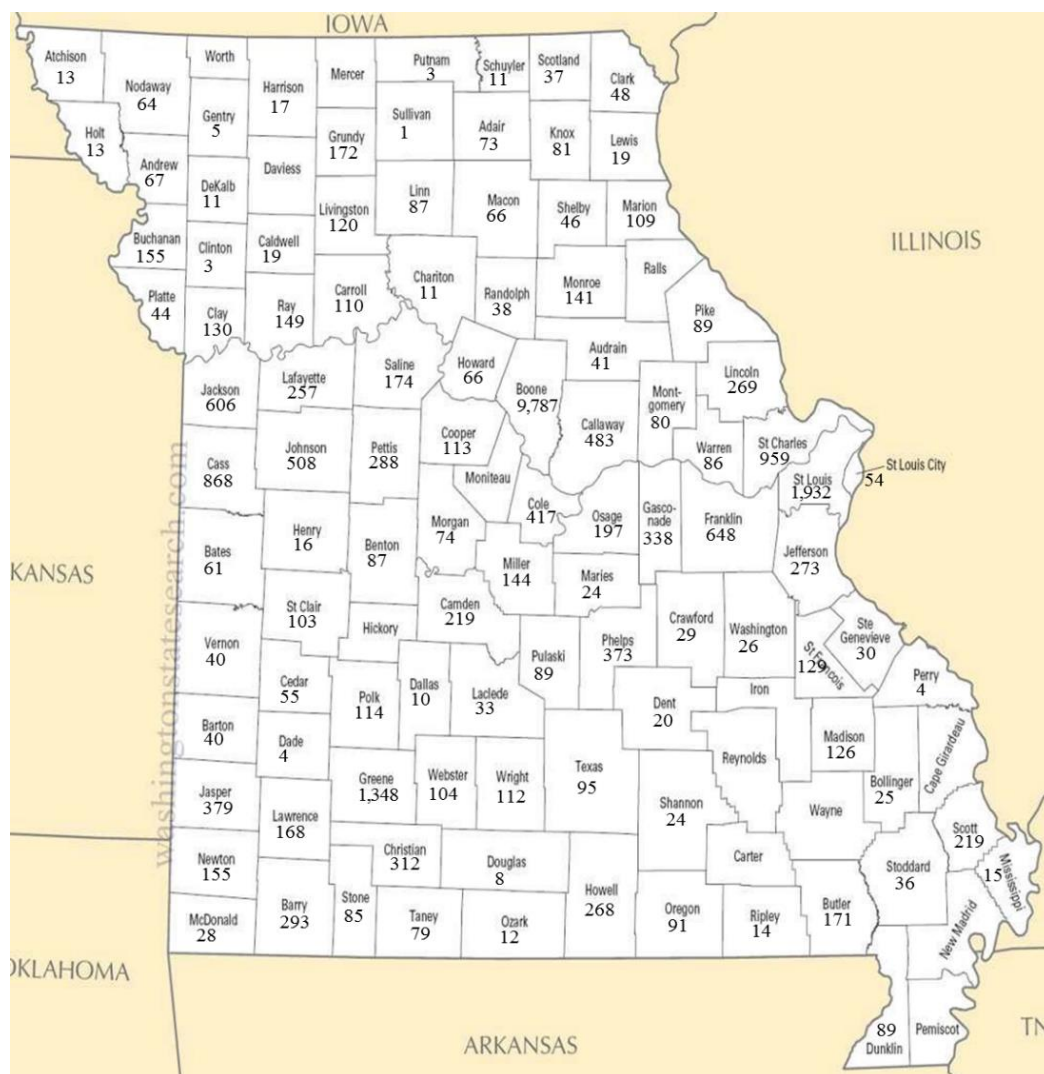 IOWA
Atchison
13
Nodaway
64
Worth
Harrison
17
Mercer
Putnam
3
Schuyler
11
Scotland
37
Clark
48
Holt
13
Gentry
5
Grundy
172
Sullivan
1
Adair
73
Knox
81
Lewis
19
Andrew
67
DeKalb
11
Daviess
Livingston
120
Linn
87
Macon
66
Shelby
46
Marion
109
ILLINOIS
Buchanan
155
Clinton
3
Caldwell
19
Chariton
11
Randolph
38
Monroe
141
Ralls
Platte
44
Clay
130
Ray
149
Carroll
110
Pike
89
Jackson
606
Lafayette
257
Saline
174
Howard
66
Boone
9,787
Audrain
41
Lincoln
269
Callaway
483
Mont-
gomery
80
Warren
86
St Charles
959
Cooper
113
Johnson
508
Pettis
288
Cass
868
Moniteau
St Louis
1,932
St Louis City
54
Cole
417
Osage
197
Gasco-
nade
338
Franklin
648
Morgan
74
Henry
16
Benton
87
Miller
144
Maries
24
Jefferson
273
KANSAS
Bates
61
St Clair
103
Hickory
Camden
219
Pulaski
89
Phelps
373
Crawford
29
Washington
26
St Francois
129
Ste
Genevieve
30
Perry
4
Vernon
40
Cedar
55
Polk
114
Dallas
10
Laclede
33
Dent
20
Iron
Barton
40
Dade
4
Madison
126
Reynolds
Bollinger
25
Cape Girardeau
Greene
1,348
Webster
104
Wright
112
Texas
95
Jasper
379
Lawrence
168
Shannon
24
Wayne
Scott
219
Mississippi
15
Newton
155
Christian
312
Douglas
8
Carter
Stoddard
36
Howell
268
Barry
293
Stone
85
Taney
79
Ozark
12
Oregon
91
Ripley
14
Butler
171
McDonald
28
New Madrid
OKLAHOMA
ARKANSAS
89
Dunklin
Pemiscot
TN
washingtonstatesearch.com